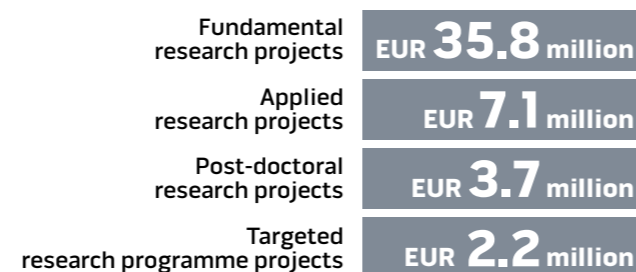 Fundamental
research projects
EUR 35.8 million
Applied
research projects
EUR 7.1 million
Post-doctoral
research projects
EUR 3.7 million
Targeted
research programme projects
EUR 2.2 million